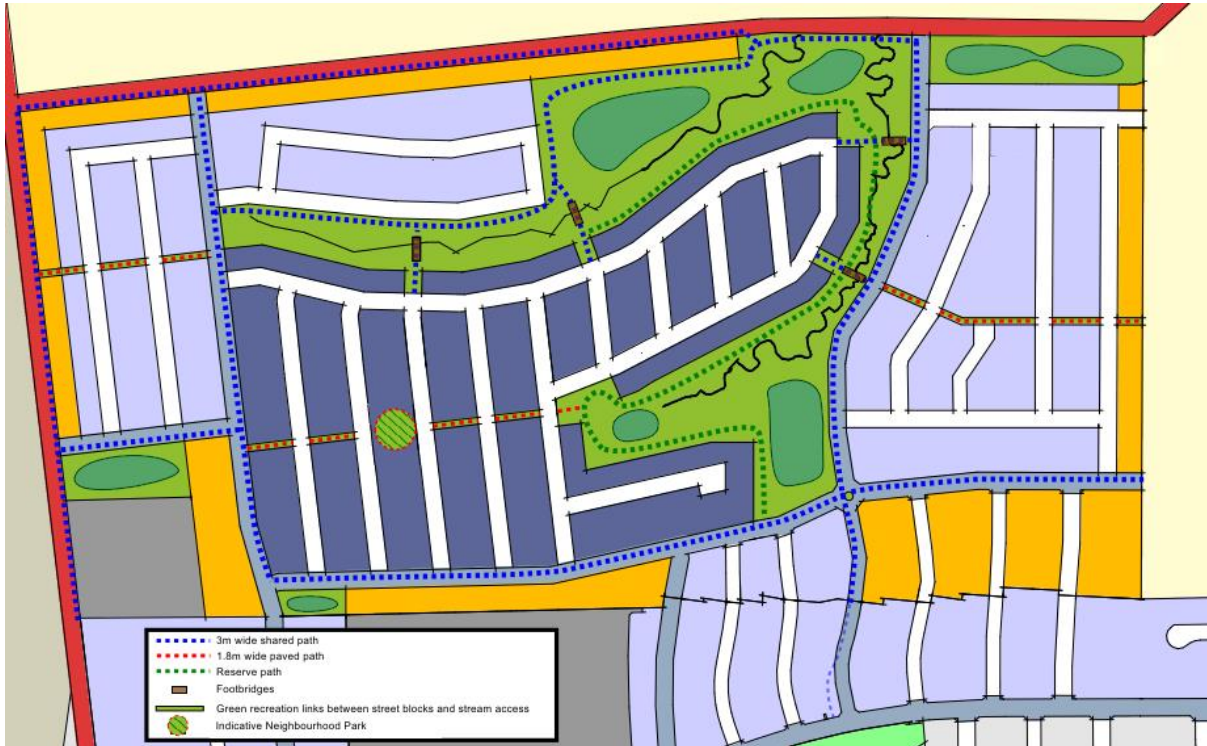 3m wide shared path
1.8m wide paved path
Reserve path
Footbridges
Green recreation links between street blocks and stream access
Indicative Neighbourhood Park